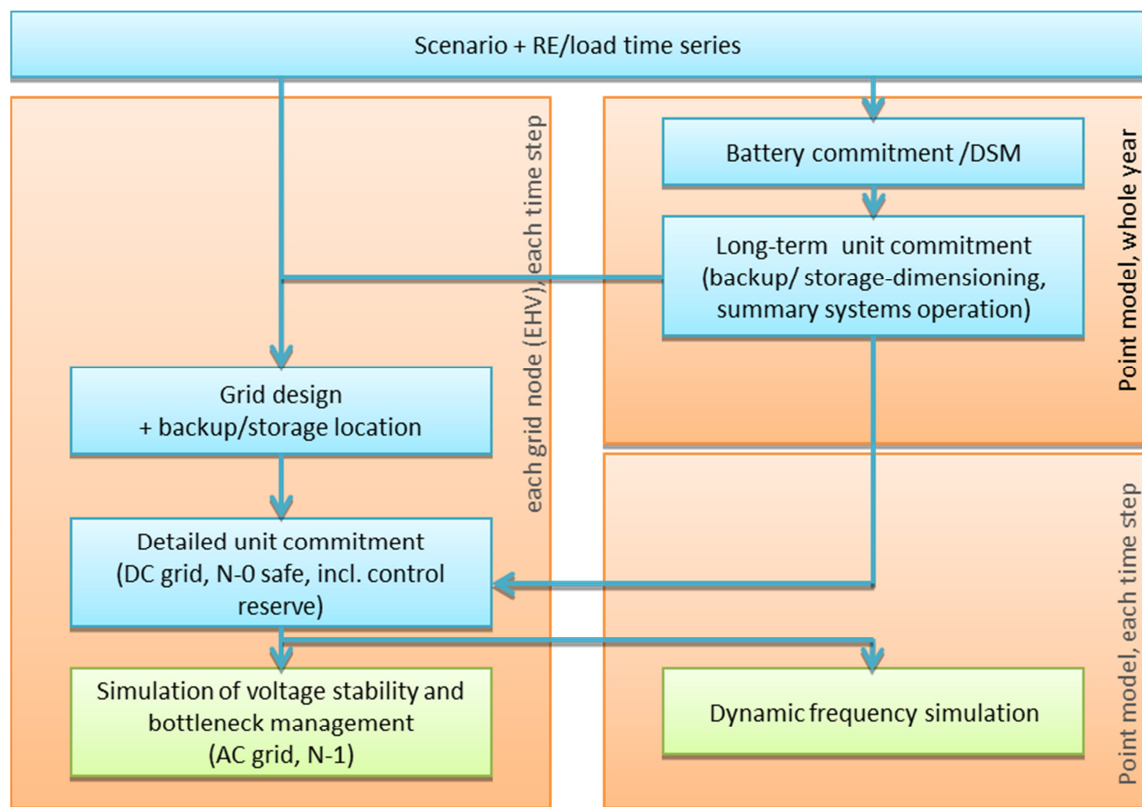 Scenario + RE/load time series
Battery commitment /DSM
Long-term unit commitment
(backup/ storage-dimensioning,
summary systems operation)
Point model, whole year
each grid node (EHV), each time step
Grid design
+ backup/storage location
Detailed unit commitment
(DC grid, N-0 safe, incl. control
reserve)
Simulation of voltage stability and
bottleneck management
(AC grid, N-1)
Dynamic frequency simulation
Point model, each time step